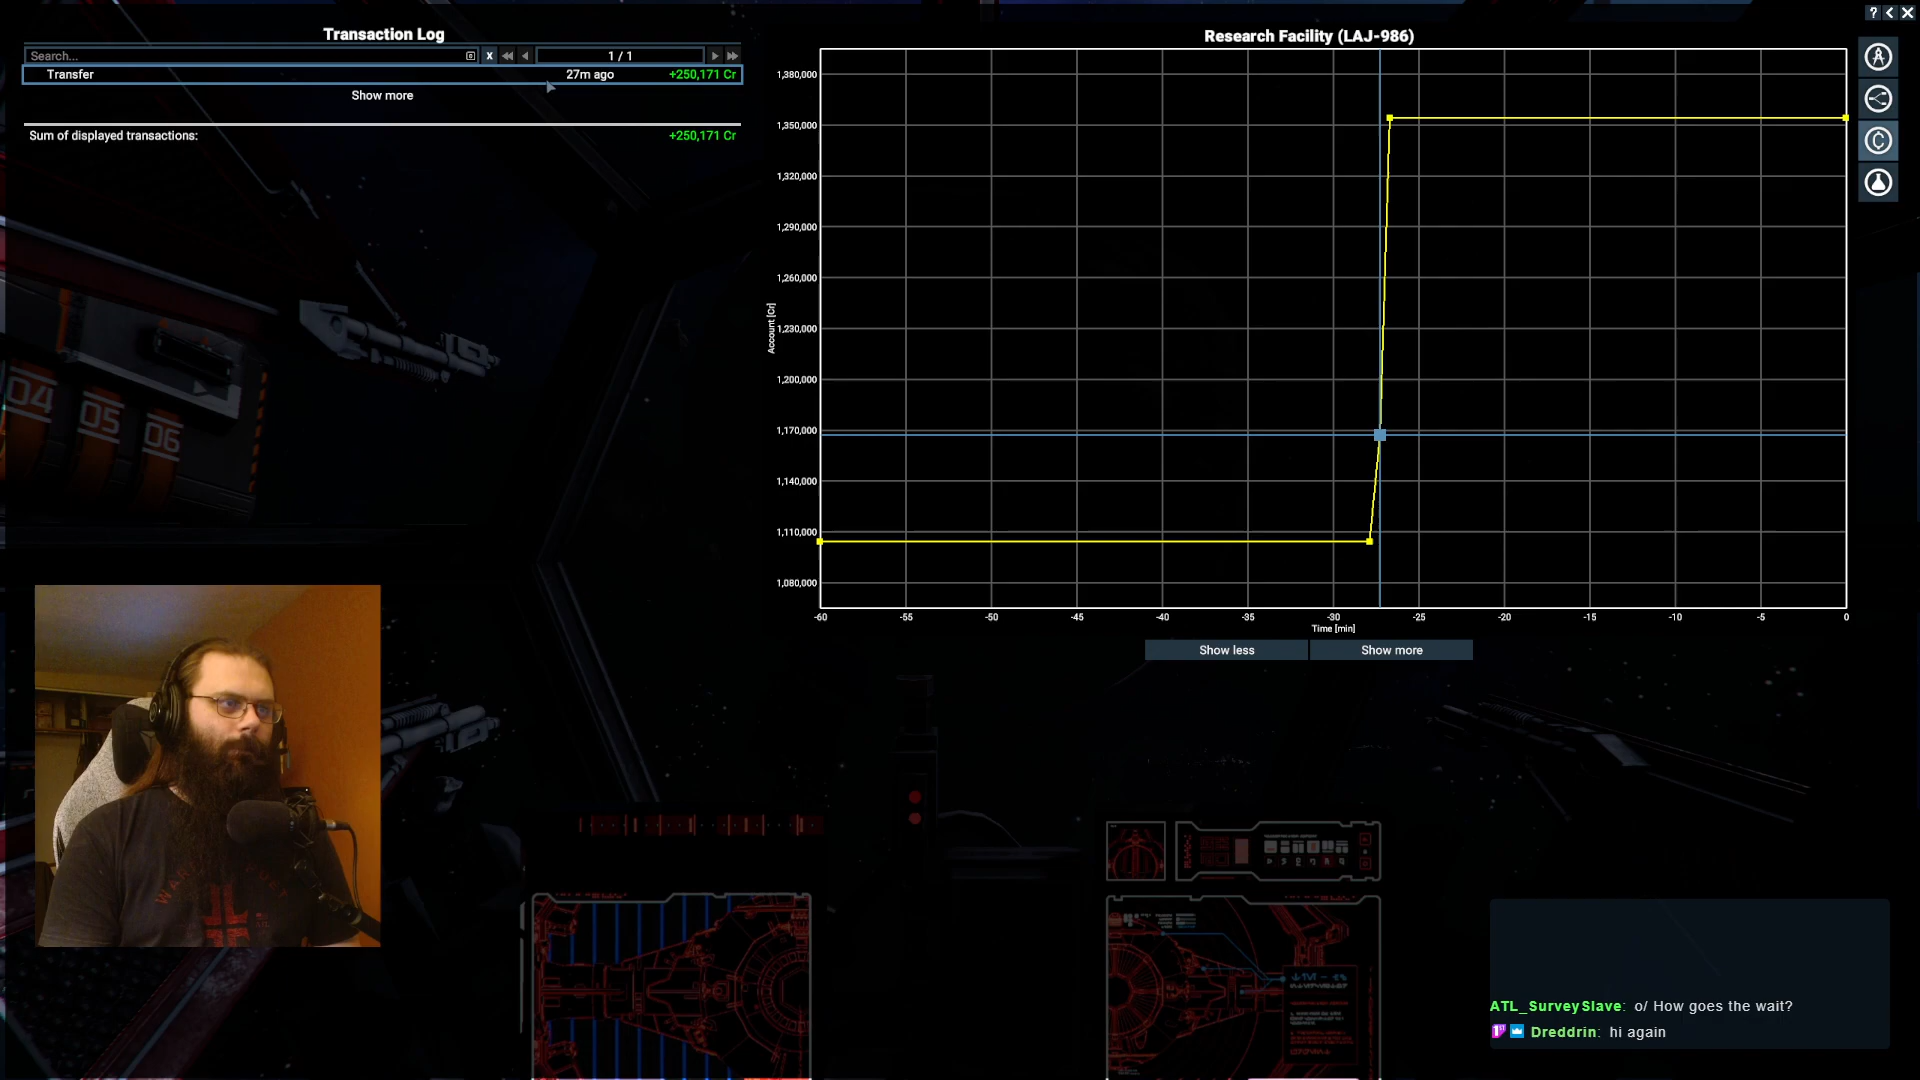 Transaction Log
Search...
1 / 1
Transfer 27m ago +250,171 Cr
Show more
Sum of displayed transactions: +250,171 Cr
Research Facility (LAJ-986)
1,380,000
1,350,000
1,320,000
1,290,000
1,260,000
1,230,000
1,200,000
1,170,000
1,140,000
1,110,000
1,080,000
Account [Cr]
-60 -55 -50 -45 -40 -35 -30 -25 -20 -15 -10 -5 0
Time [min]
Show less Show more
04 05 06
ATL_SurveySlave: o/ How goes the wait?
Dreddrin: hi again